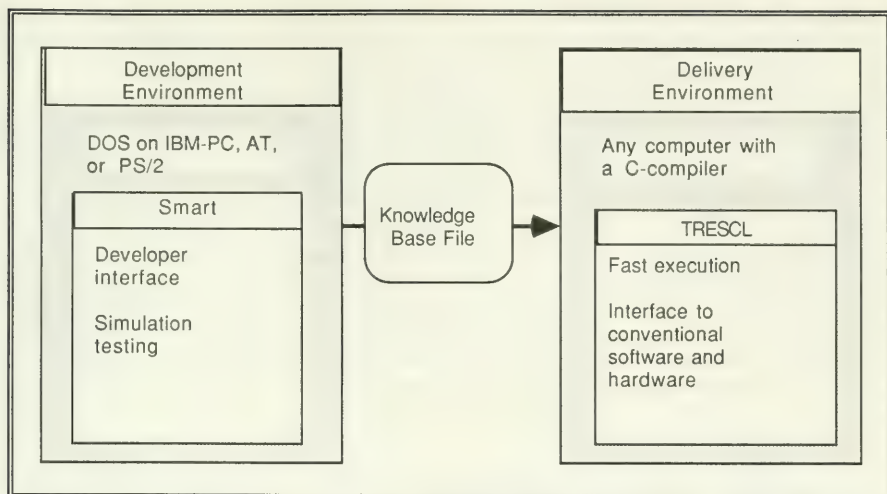 Development
Environment
DOS on IBM-PC, AT,
or PS/2
Smart
Developer
interface
Simulation
testing
Knowledge
Base File
Delivery
Environment
Any computer with
a C-compiler
TRESCL
Fast execution
Interface to
conventional
software and
hardware